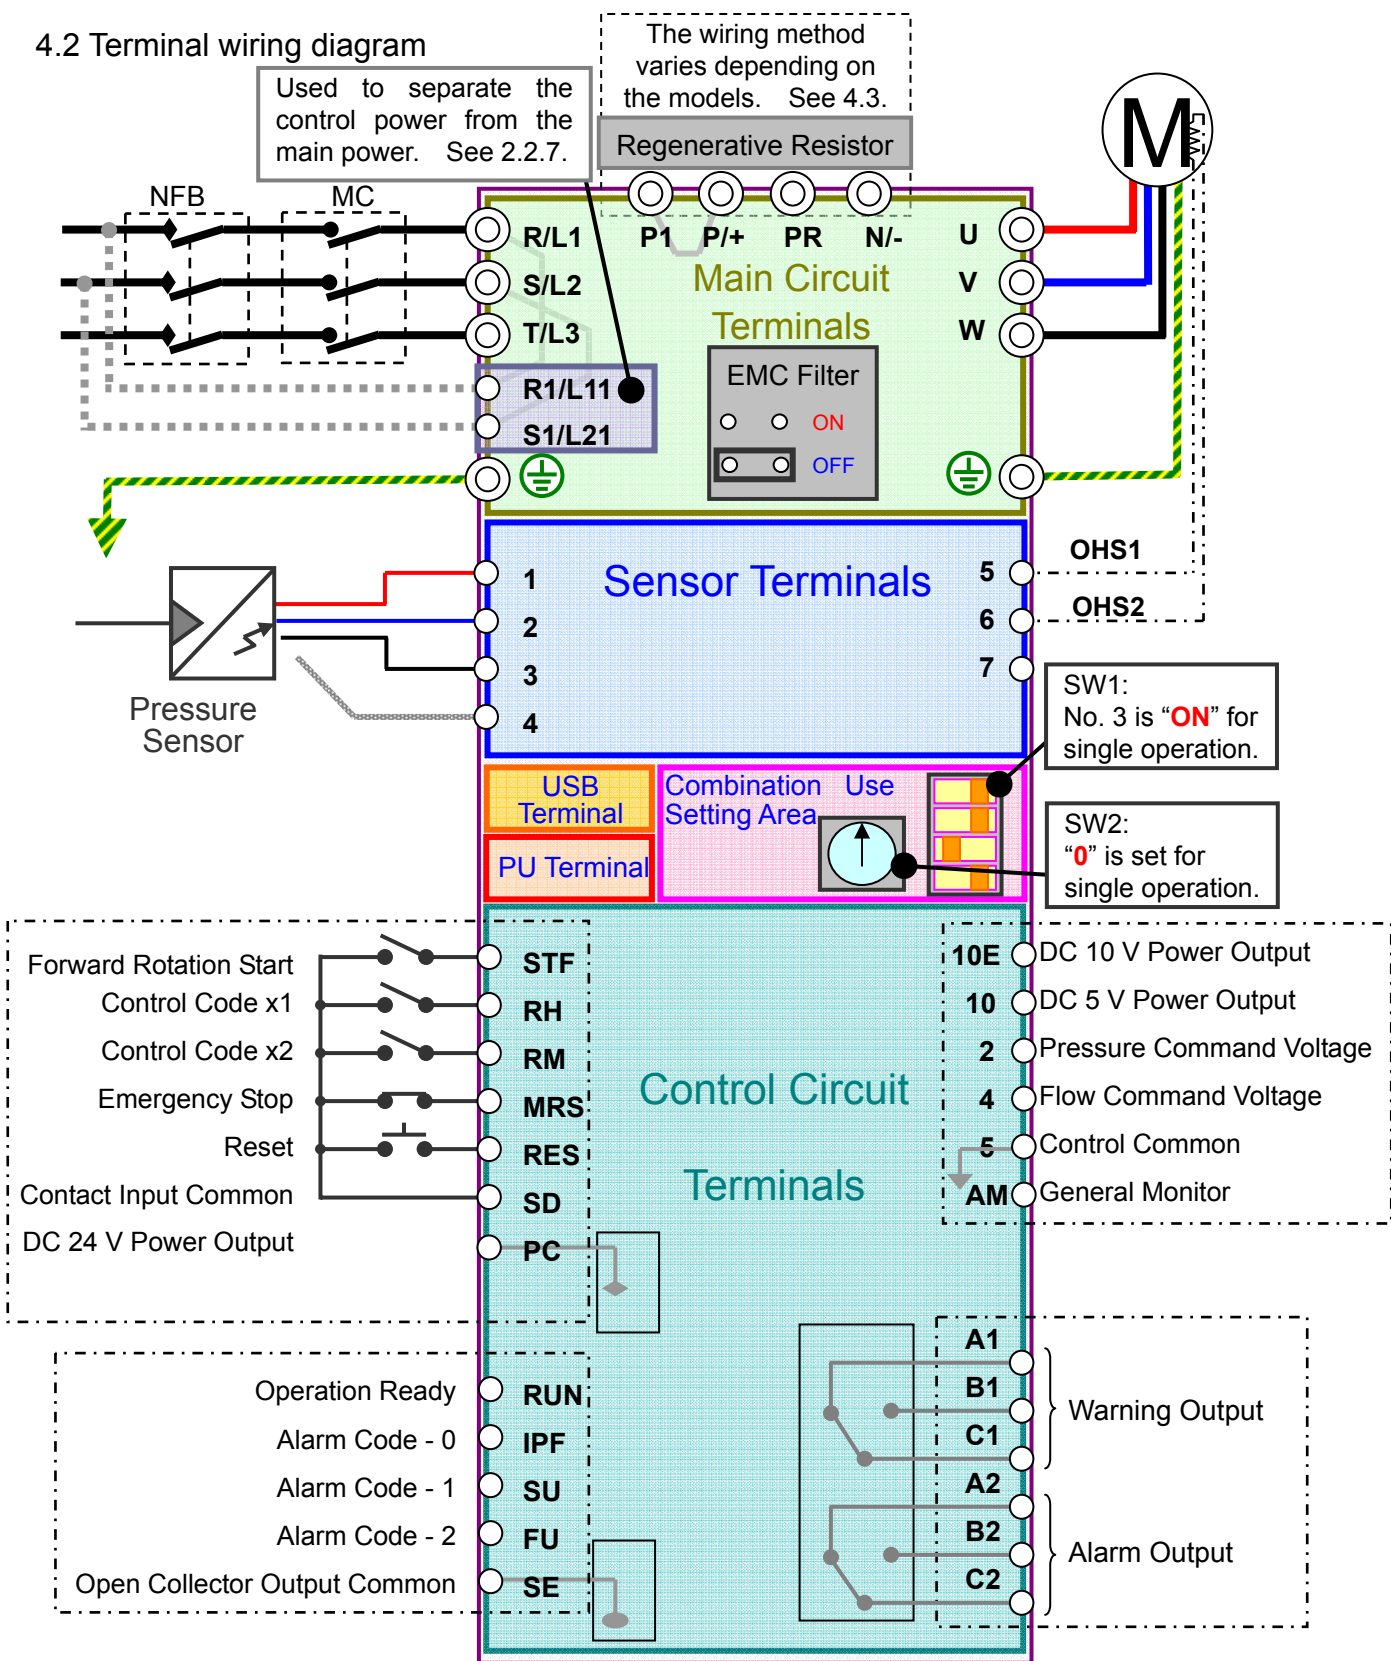 4.2 Terminal wiring diagram
The wiring method
varies depending on
the models. See 4.3.
Used to separate the
control power from the
main power. See 2.2.7.
Regenerative Resistor
M
NFB
MC
R/L1
S/L2
T/L3
R1/L11
S1/L21
P1
P/+
PR
N/-
U
V
W
Main Circuit
Terminals
EMC Filter
ON
OFF
OHS1
OHS2
Sensor Terminals
1
2
3
4
5
6
7
Pressure
Sensor
SW1:
No. 3 is “ON” for
single operation.
USB
Terminal
PU Terminal
Combination Use
Setting Area
SW2:
“0” is set for
single operation.
Forward Rotation Start
STF
Control Code x1
RH
Control Code x2
RM
Emergency Stop
MRS
Reset
RES
Contact Input Common
SD
DC 24 V Power Output
PC
Control Circuit
Terminals
10E
DC 10 V Power Output
10
DC 5 V Power Output
2
Pressure Command Voltage
4
Flow Command Voltage
5
Control Common
AM
General Monitor
Operation Ready
RUN
Alarm Code - 0
IPF
Alarm Code - 1
SU
Alarm Code - 2
FU
Open Collector Output Common
SE
A1
B1
C1
Warning Output
A2
B2
C2
Alarm Output